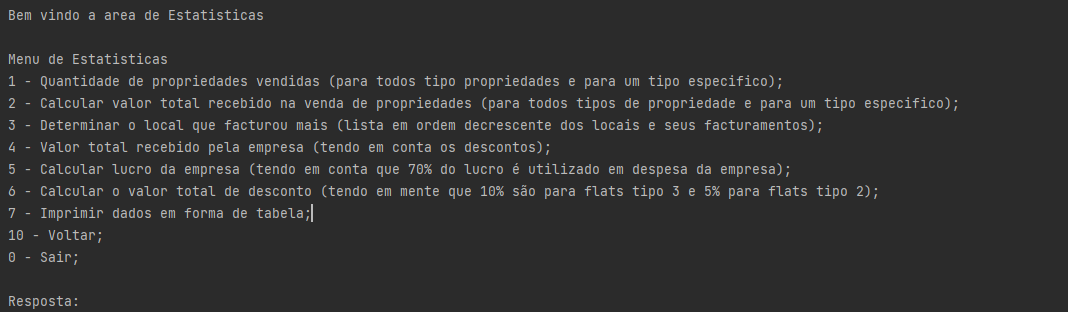 Bem vindo a area de Estatisticas
Menu de Estatisticas
1 - Quantidade de propriedades vendidas (para todos tipo propriedades e para um tipo especifico);
2 - Calcular valor total recebido na venda de propriedades (para todos tipos de propriedade e para um tipo especifico);
3 - Determinar o local que facturou mais (lista em ordem decrescente dos locais e seus facturamentos);
4 - Valor total recebido pela empresa (tendo em conta os descontos);
5 - Calcular lucro da empresa (tendo em conta que 70% do lucro é utilizado em despesa da empresa);
6 - Calcular o valor total de desconto (tendo em mente que 10% são para flats tipo 3 e 5% para flats tipo 2);
7 - Imprimir dados em forma de tabela;
10 - Voltar;
0 - Sair;
Resposta: